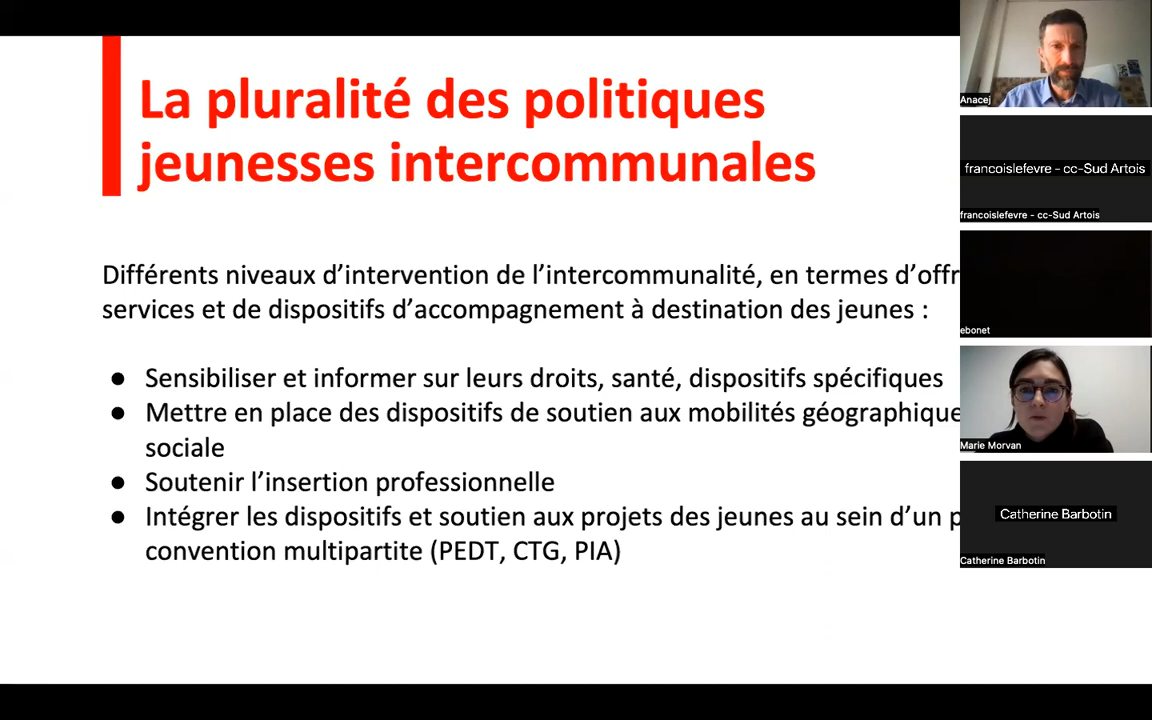 La pluralité des politiques
jeunesses intercommunales
Différents niveaux d’intervention de l’intercommunalité, en termes
services et de dispositifs d’accompagnement à destination des jeunes :
● Sensibiliser et informer sur leurs droits, santé, dispositifs spécifiques
● Mettre en place des dispositifs de soutien aux mobilités
sociale
● Soutenir l’insertion professionnelle
● Intégrer les dispositifs et soutien aux projets des jeunes au sein d’un
convention multipartite (PEDT, CTG, PIA)
Anacej
francoislefevre - cc-Sud Artois
francoislefevre - cc-Sud Artois
ebonet
Marie Morvan
Catherine Barbotin
Catherine Barbotin